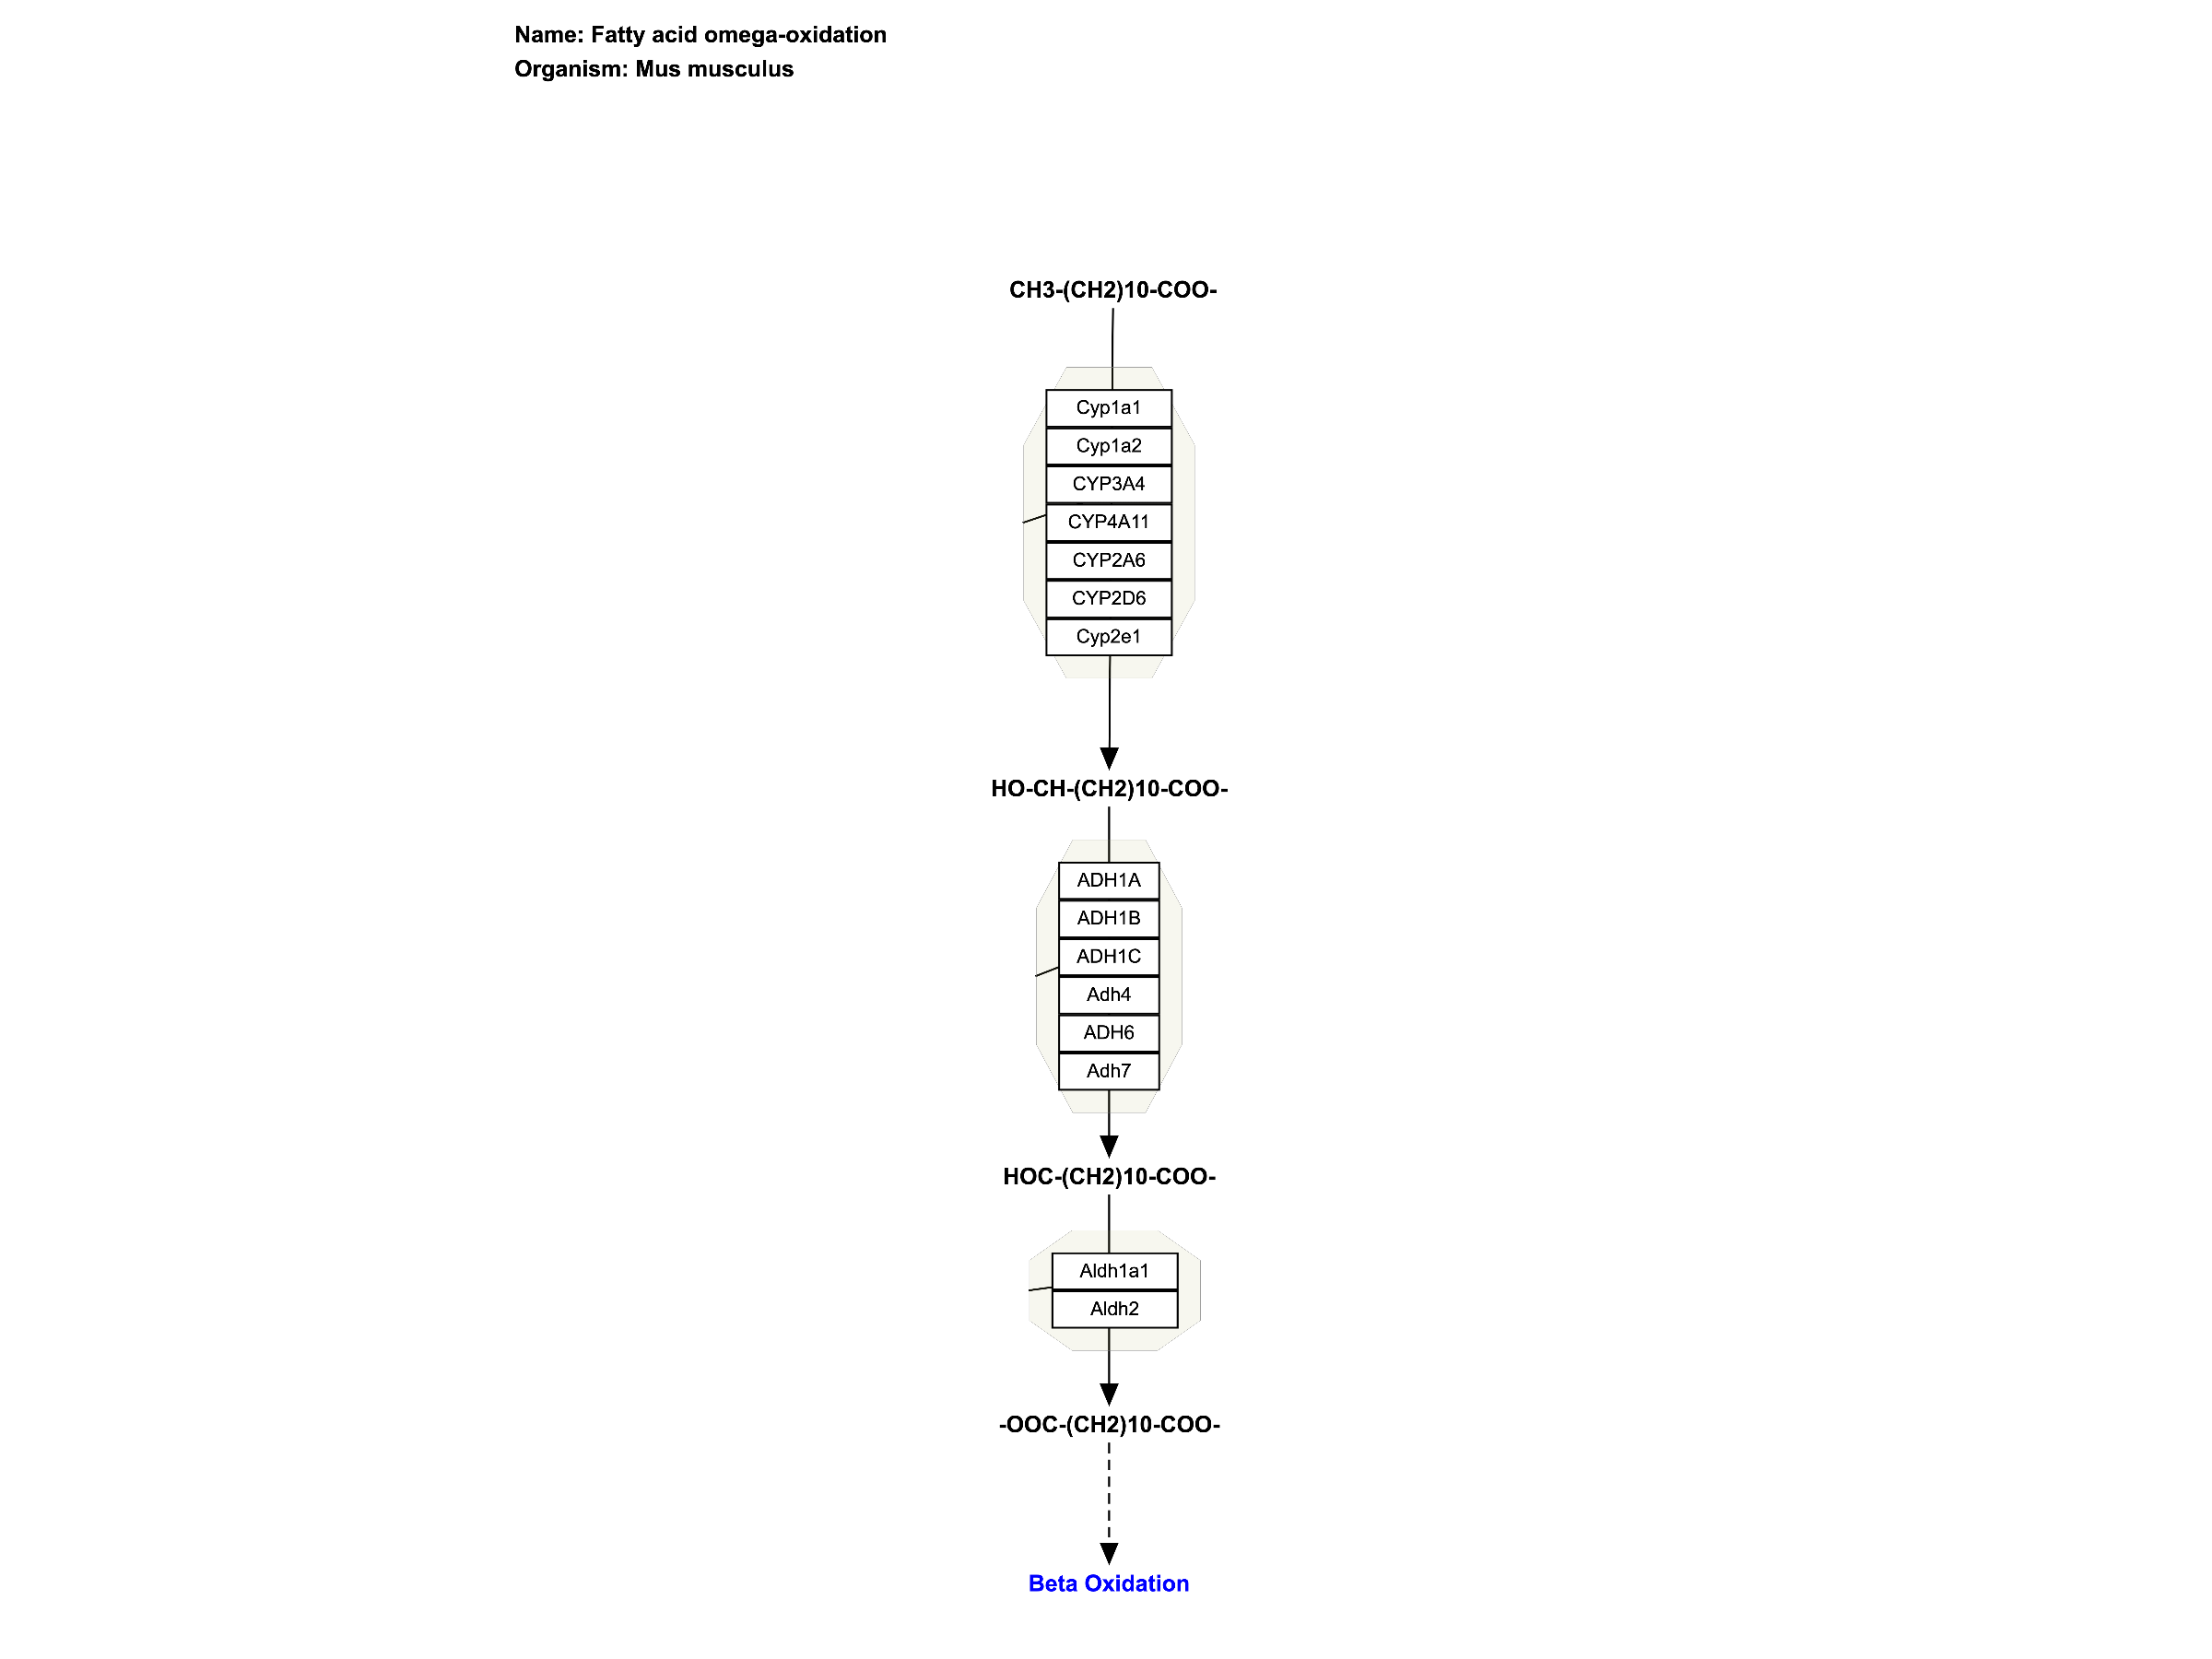 Name: Fatty acid omega-oxidation
Organism: Mus musculus
CH3-(CH2)10-COO-
Cyp1a1
Cyp1a2
CYP3A4
CYP4A11
CYP2A6
CYP2D6
Cyp2e1
HO-CH-(CH2)10-COO-
ADH1A
ADH1B
ADH1C
Adh4
ADH6
Adh7
HOC-(CH2)10-COO-
Aldh1a1
Aldh2
-OOC-(CH2)10-COO-
Beta Oxidation